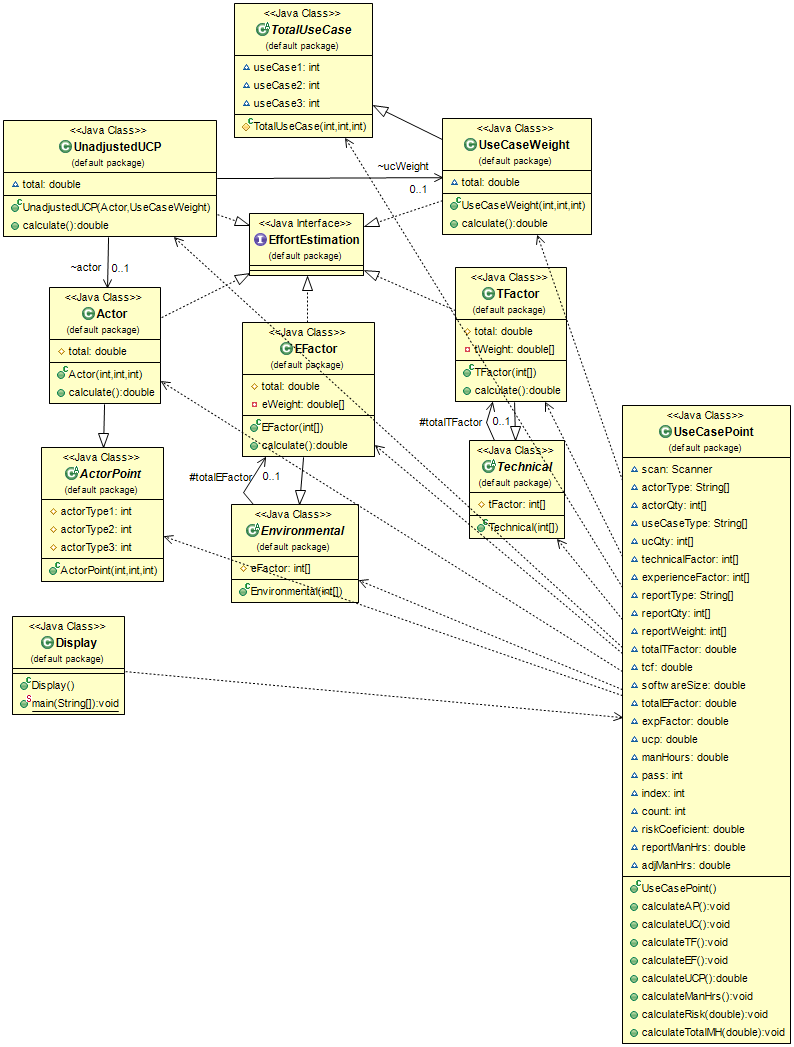 <<Java Class>>
TotalUseCase
(default package)
useCase1: int
useCase2: int
useCase3: int
TotalUseCase(int,int,int)
<<Java Class>>
UnadjustedUCP
(default package)
total: double
UnadjustedUCP(Actor,UseCaseWeight)
calculate():double
~ucWeight
0..1
<<Java Class>>
UseCaseWeight
(default package)
total: double
UseCaseWeight(int,int,int)
calculate():double
<<Java Interface>>
EffortEstimation
(default package)
~actor
0..1
<<Java Class>>
Actor
(default package)
total: double
Actor(int,int,int)
calculate():double
<<Java Class>>
EFactor
(default package)
total: double
eWeight: double[]
EFactor(int[])
calculate():double
<<Java Class>>
TFactor
(default package)
total: double
tWeight: double[]
TFactor(int[])
calculate():double
#totalTFactor
0..1
<<Java Class>>
Technical
(default package)
tFactor: int[]
Technical(int[])
<<Java Class>>
ActorPoint
(default package)
actorType1: int
actorType2: int
actorType3: int
ActorPoint(int,int,int)
#totalEFactor
0..1
<<Java Class>>
Environmental
(default package)
eFactor: int[]
Environmental(int[])
<<Java Class>>
Display
(default package)
Display()
main(String[]):void
<<Java Class>>
UseCasePoint
(default package)
scan: Scanner
actorType: String[]
actorQty: int[]
useCaseType: String[]
ucQty: int[]
technicalFactor: int[]
experienceFactor: int[]
reportType: String[]
reportQty: int[]
reportWeight: int[]
totalTFactor: double
tcf: double
softwareSize: double
totalEFactor: double
expFactor: double
ucp: double
manHours: double
pass: int
index: int
count: int
riskCoeficient: double
reportManHrs: double
adjManHrs: double
UseCasePoint()
calculateAP():void
calculateUC():void
calculateTF():void
calculateEF():void
calculateUCP():double
calculateManHrs():void
calculateRisk(double):void
calculateTotalMH(double):void